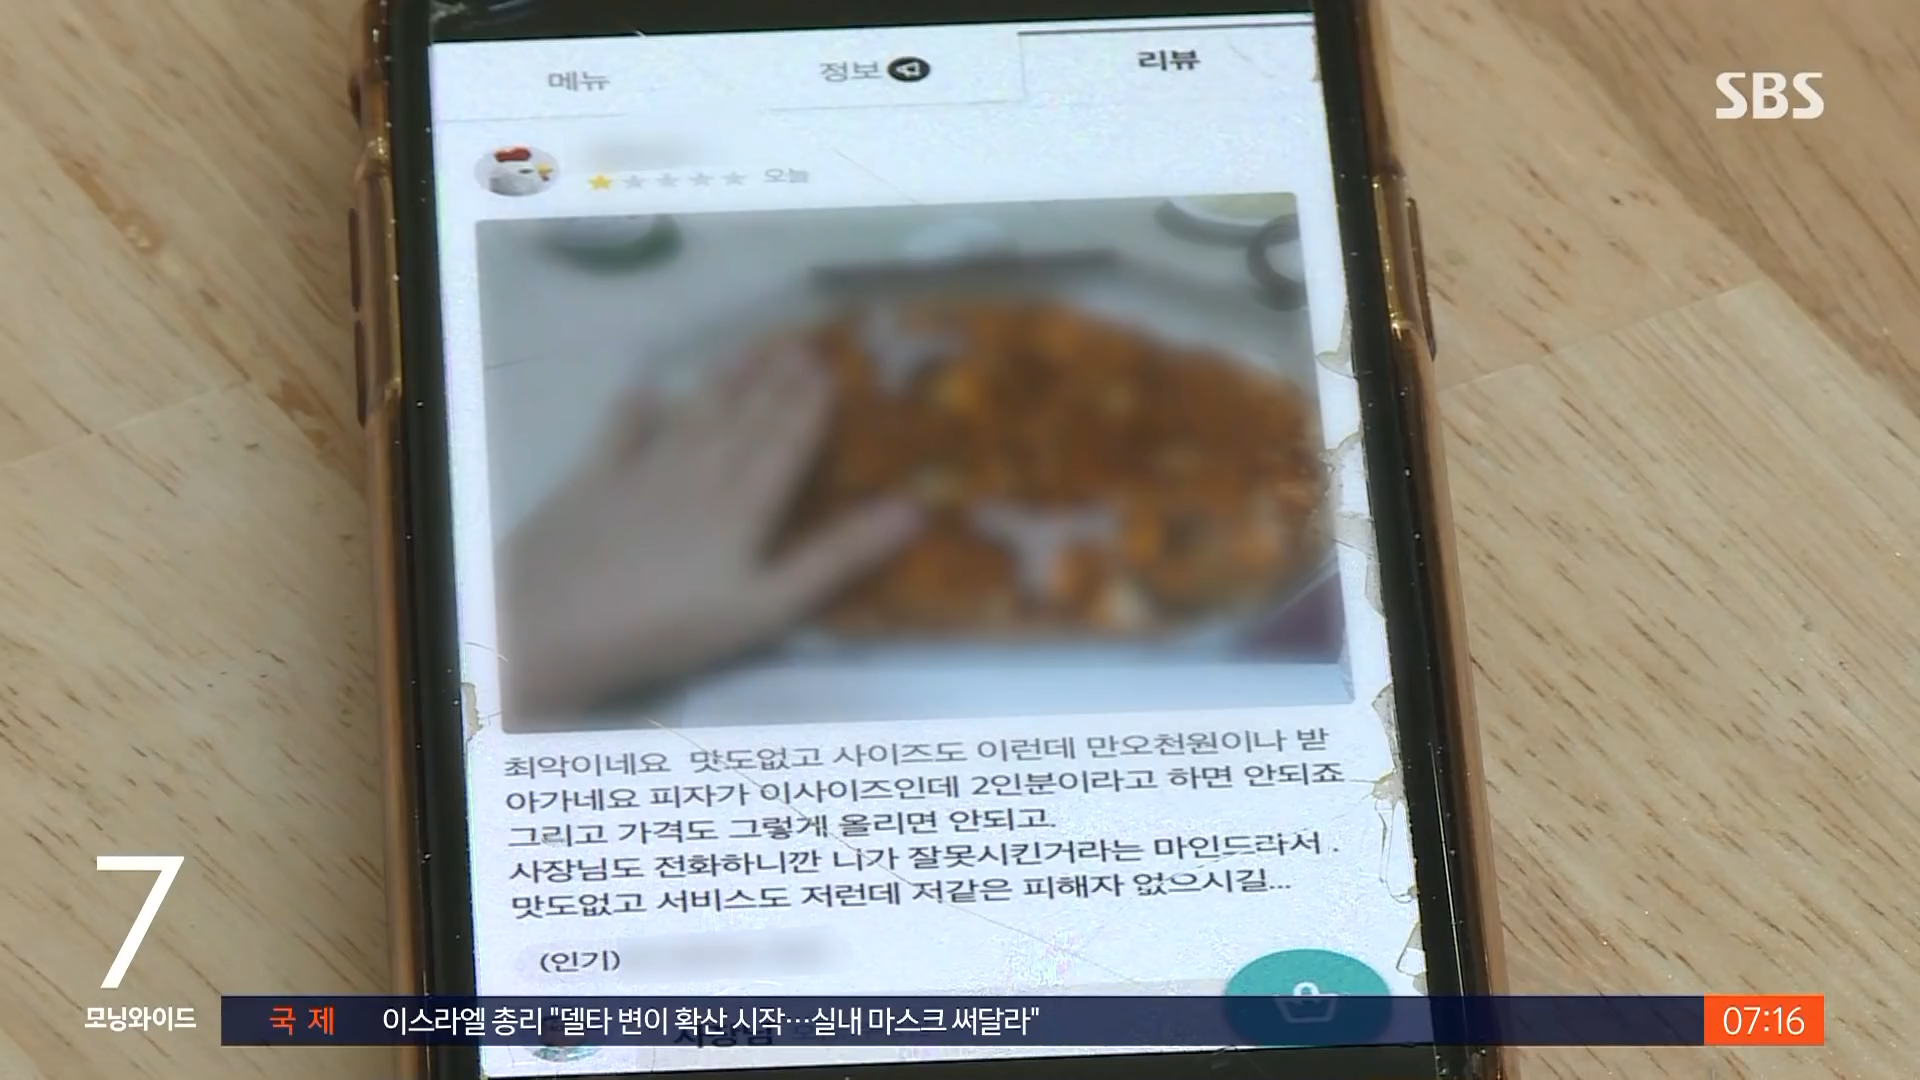 메뉴
정보
리뷰
SBS
오늘
최악이네요 맛도없고 사이즈도 이런데 만오천원이나 받
아가네요 피자가 이사이즈인데 2인분이라고 하면 안되죠
그리고 가격도 그렇게 올리면 안되고.
사장님도 전화하니깐 니가 잘못시킨거라는 마인드라서 .
맛도없고 서비스도 저런데 저같은 피해자 없으시길...
(인기)
7
모닝와이드
국 제
이스라엘 총리 "델타 변이 확산 시작…실내 마스크 써달라"
07:16